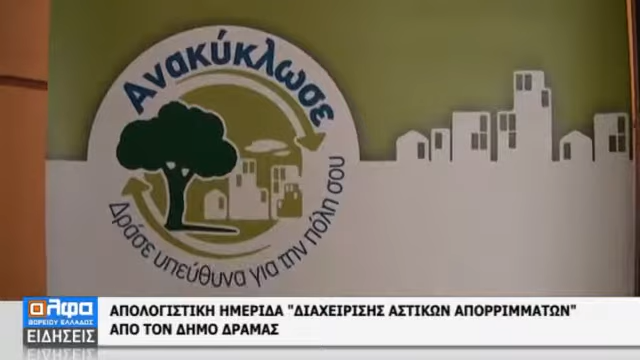 Ανακύκλωσε
Δράσε υπεύθυνα για την πόλη σου
αλφα
ΒΟΡΕΙΟΥ ΕΛΛΑΔΟΣ
ΕΙΔΗΣΕΙΣ
ΑΠΟΛΟΓΙΣΤΙΚΗ ΗΜΕΡΙΔΑ "ΔΙΑΧΕΙΡΙΣΗΣ ΑΣΤΙΚΩΝ ΑΠΟΡΡΙΜΜΑΤΩΝ"
ΑΠΟ ΤΟΝ ΔΗΜΟ ΔΡΑΜΑΣ